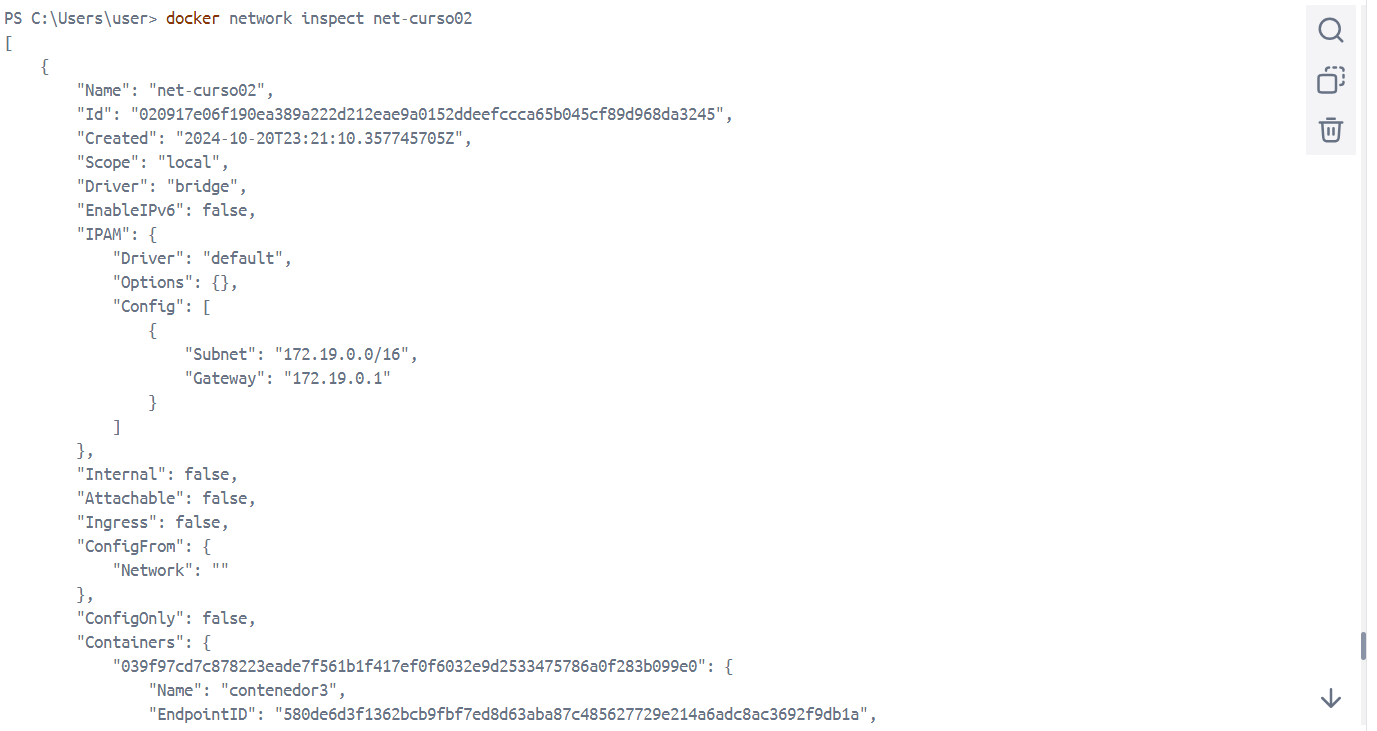 PS C:\Users\user> docker network inspect net-curso02
[
    {
        "Name": "net-curso02",
        "Id": "020917e06f190ea389a222d212eae9a0152ddeefccca65b045cf89d968da3245",
        "Created": "2024-10-20T23:21:10.357745705Z",
        "Scope": "local",
        "Driver": "bridge",
        "EnableIPv6": false,
        "IPAM": {
            "Driver": "default",
            "Options": {},
            "Config": [
                {
                    "Subnet": "172.19.0.0/16",
                    "Gateway": "172.19.0.1"
                }
            ]
        },
        "Internal": false,
        "Attachable": false,
        "Ingress": false,
        "ConfigFrom": {
            "Network": ""
        },
        "ConfigOnly": false,
        "Containers": {
            "039f97cd7c878223eade7f561b1f417ef0f6032e9d2533475786a0f283b099e0": {
                "Name": "contenedor3",
                "EndpointID": "580de6d3f1362bcb9fbf7ed8d63aba87c485627729e214a6adc8ac3692f9db1a",